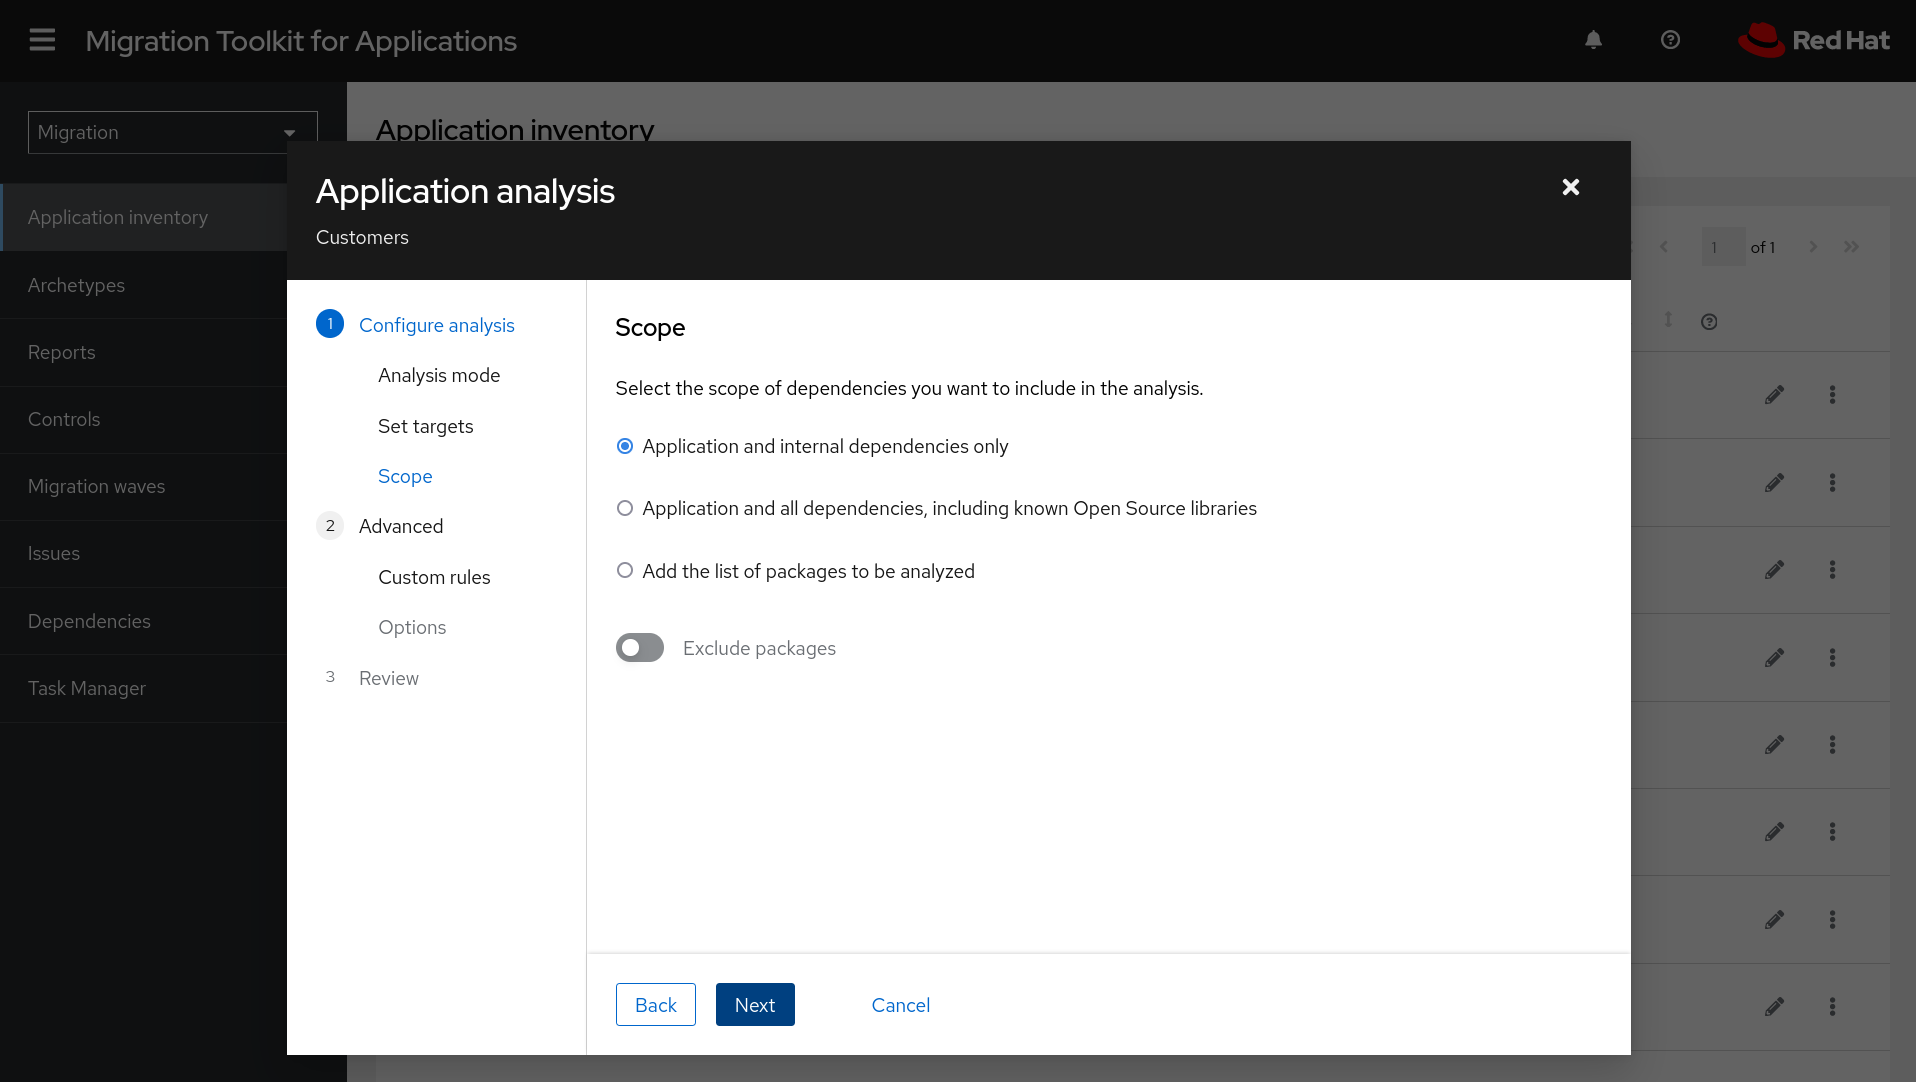 Migration Toolkit for Applications
Red Hat
Migration
Application inventory
Application inventory
Archetypes
Reports
Controls
Migration waves
Issues
Dependencies
Task Manager
1 of 1
Application analysis
Customers
1 Configure analysis
Analysis mode
Set targets
Scope
2 Advanced
Custom rules
Options
3 Review
Scope
Select the scope of dependencies you want to include in the analysis.
Application and internal dependencies only
Application and all dependencies, including known Open Source libraries
Add the list of packages to be analyzed
Exclude packages
Back Next Cancel